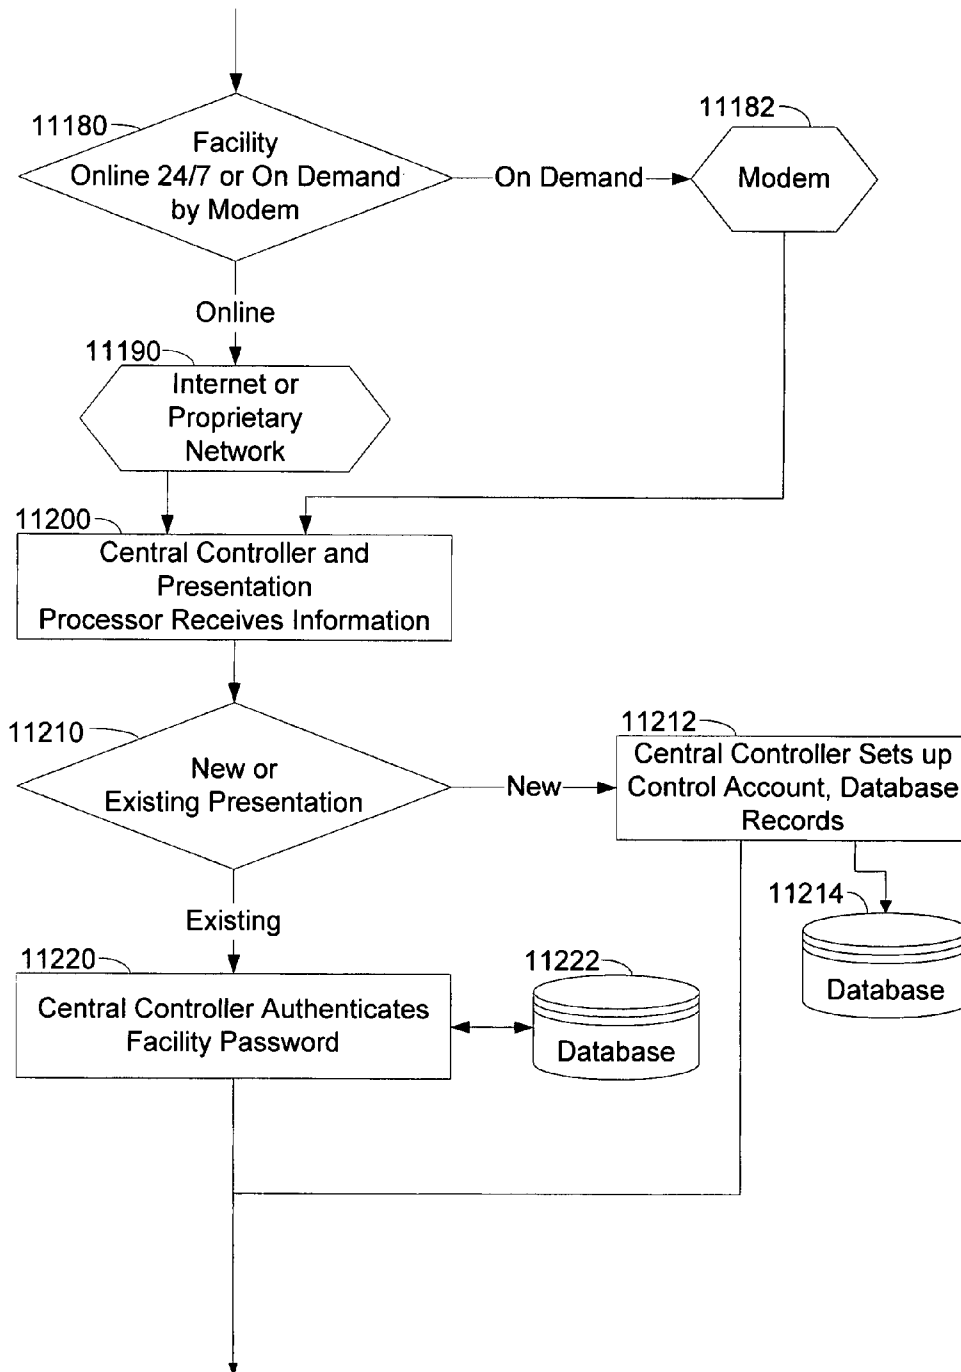 11180
Facility
Online 24/7 or On Demand
by Modem
On Demand
11182
Modem
Online
11190
Internet or
Proprietary
Network
11200
Central Controller and
Presentation
Processor Receives Information
11210
New or
Existing Presentation
New
11212
Central Controller Sets up
Control Account, Database
Records
11214
Database
Existing
11220
Central Controller Authenticates
Facility Password
11222
Database